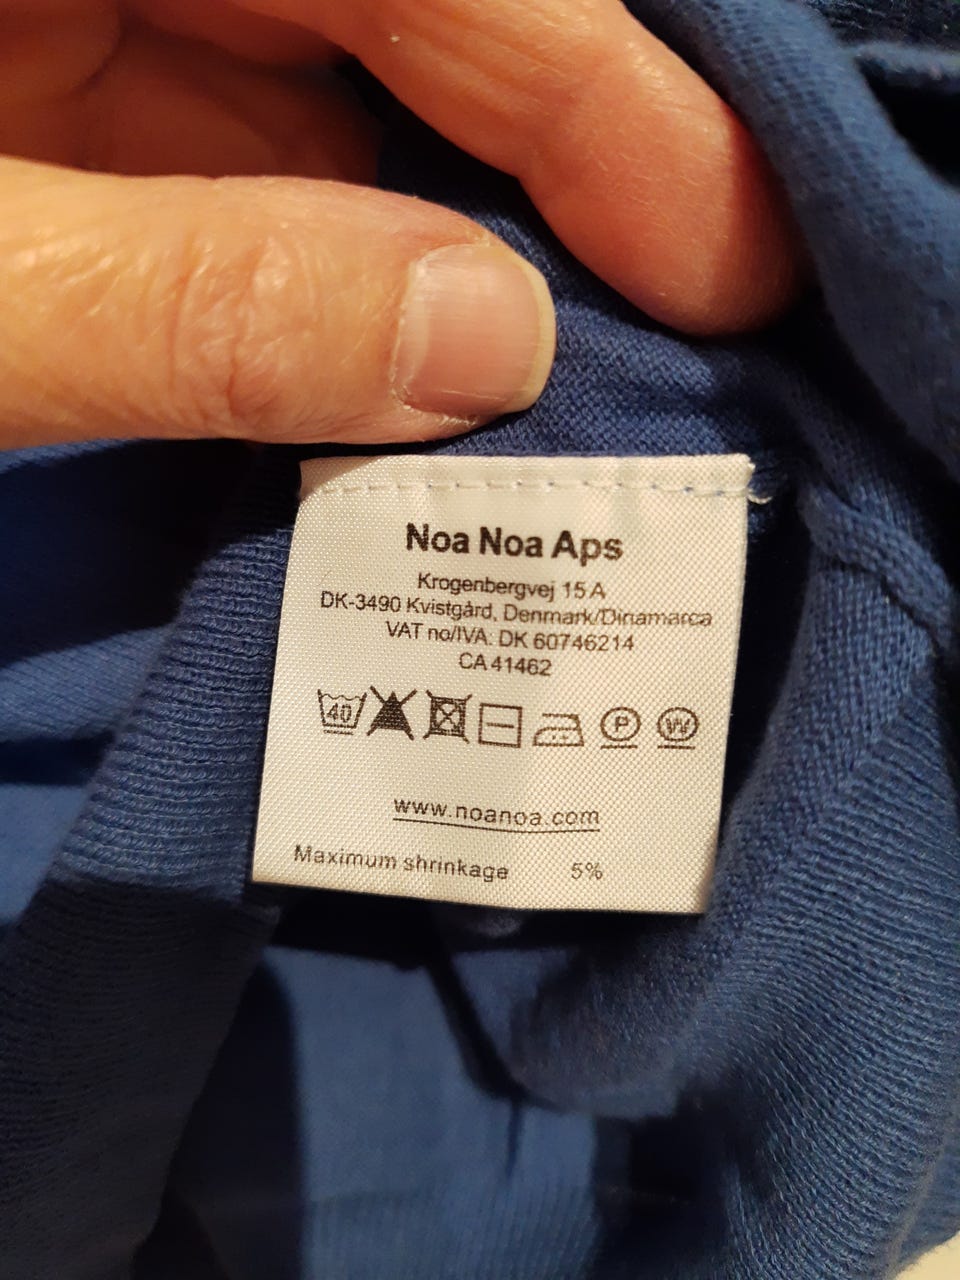 Noa Noa Aps
Krogenbergvej 15 A
DK-3490 Kvistgård, Denmark/Dinamarca
VAT no/IVA. DK 60746214
CA 41462
40 P W
www.noanoa.com
Maximum shrinkage 5%